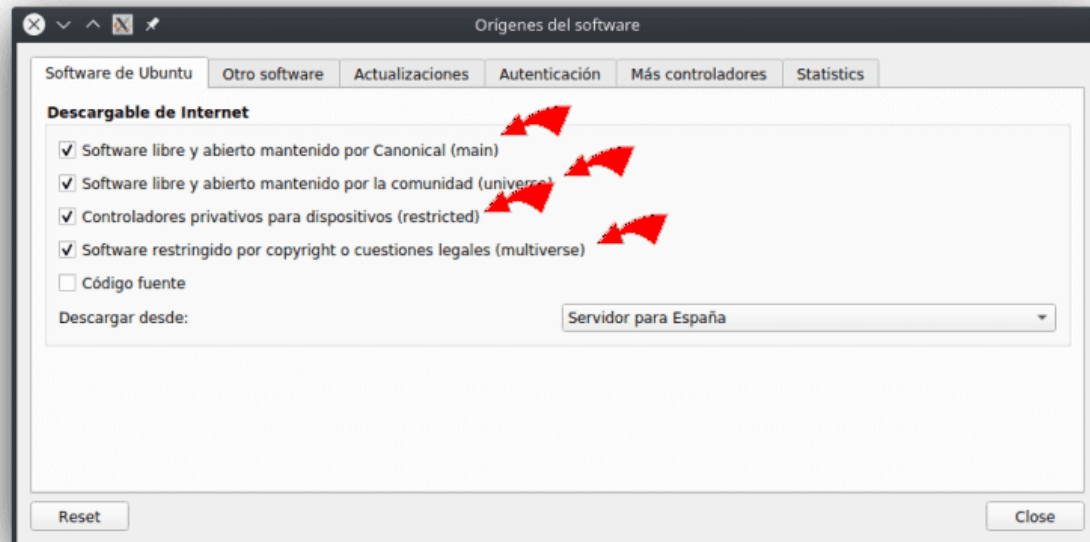 Orígenes del software
Software de Ubuntu Otro software Actualizaciones Autenticación Más controladores Statistics
Descargable de Internet
Software libre y abierto mantenido por Canonical (main)
Software libre y abierto mantenido por la comunidad (universe)
Controladores privativos para dispositivos (restricted)
Software restringido por copyright o cuestiones legales (multiverse)
Código fuente
Descargar desde: Servidor para España
Reset Close